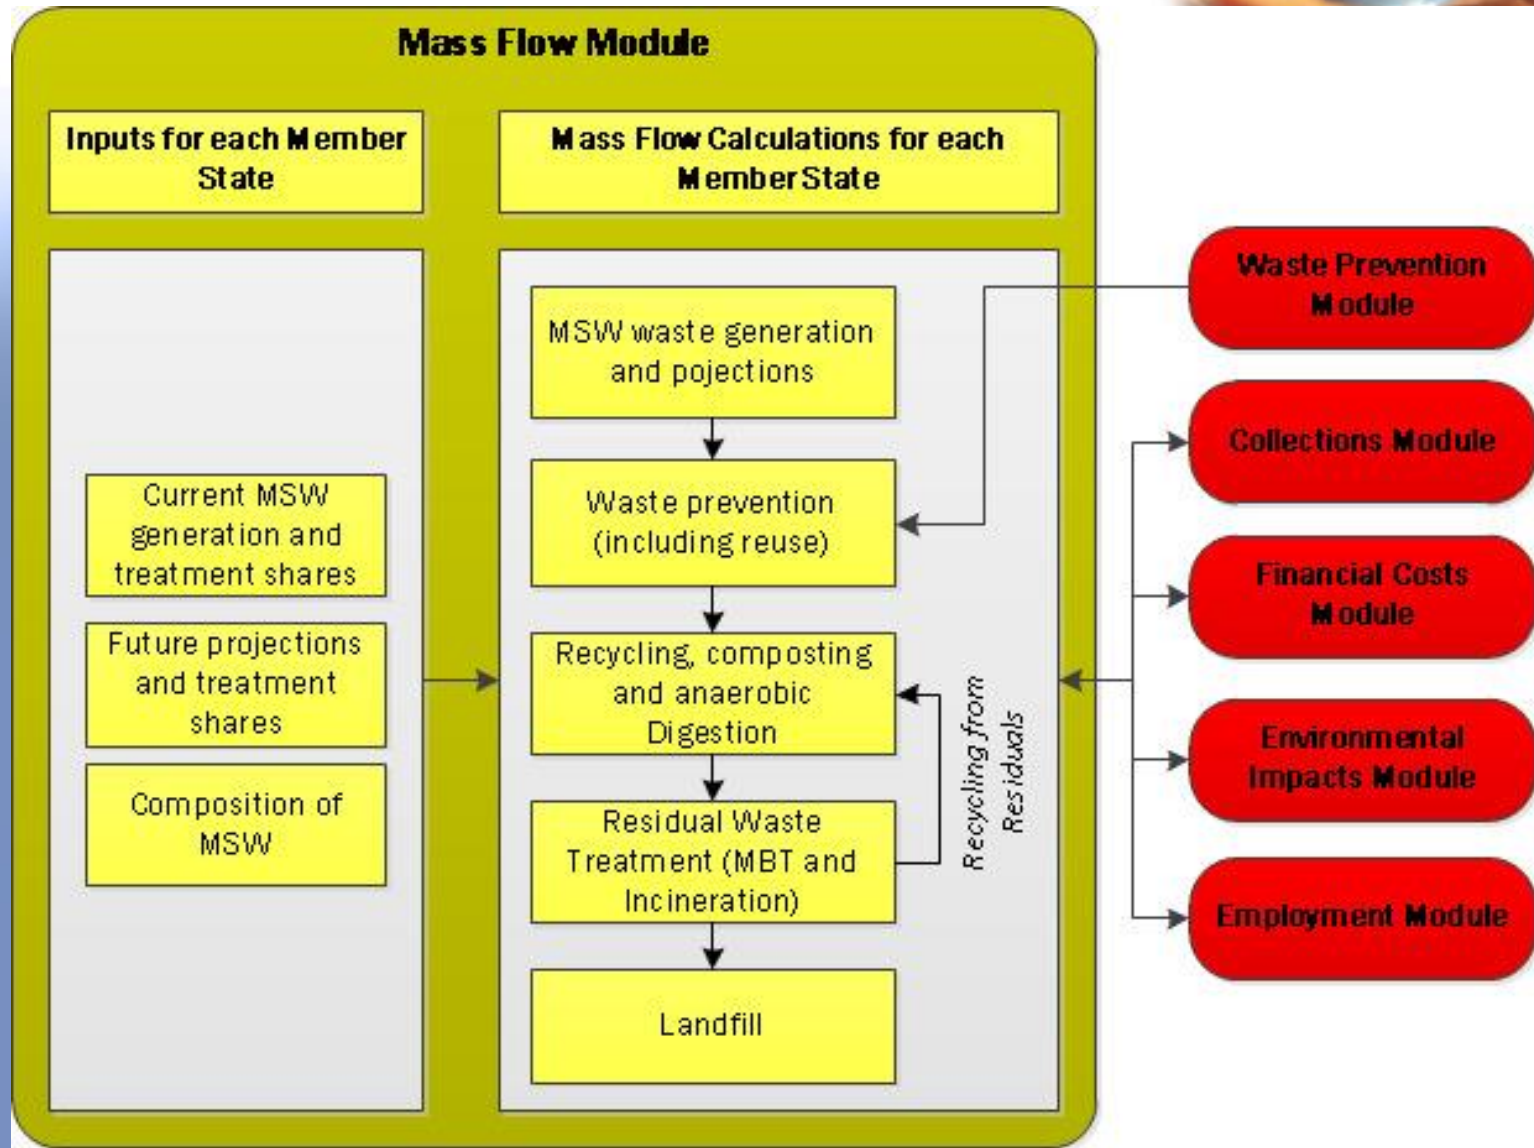 Mass Flow Module
Inputs for each Member
State
Mass Flow Calculations for each
Member State
Current MSW
generation and
treatment shares
Future projections
and treatment
shares
Composition of
MSW
MSW waste generation
and pojections
Waste prevention
(including reuse)
Recycling, composting
and anaerobic
Digestion
Residual Waste
Treatment (MBT and
Incineration)
Landfill
Recycling from
Residuals
Waste Prevention
Module
Collections Module
Financial Costs
Module
Environmental
Impacts Module
Employment Module